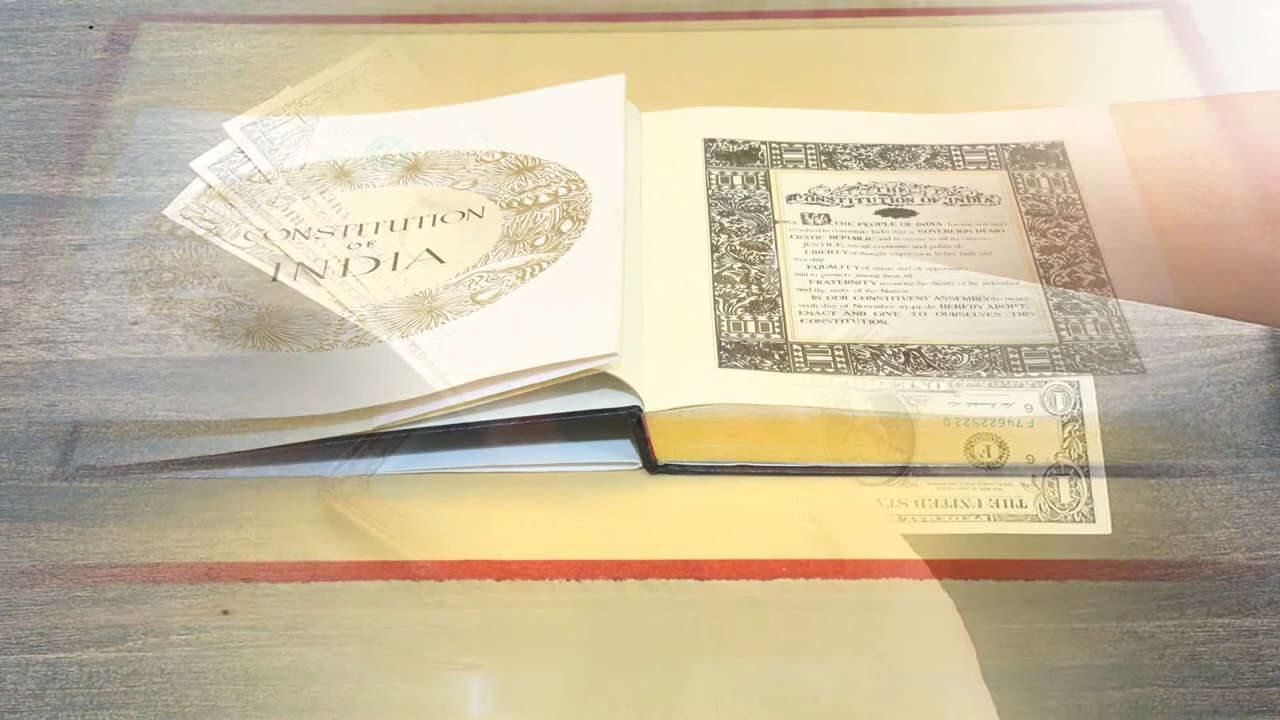 CONSTITUTION
OF
INDIA
THE
CONSTITUTION OF INDIA
WE, THE PEOPLE OF INDIA having solemnly
resolved to constitute India into a SOVEREIGN DEMO
CRATIC REPUBLIC and to secure to all its citizens:
JUSTICE, social, economic and political;
LIBERTY of thought, expression, belief, faith and
worship;
EQUALITY of status and of opportunity;
and to promote among them all
FRATERNITY assuring the dignity of the individual
and the unity of the Nation;
IN OUR CONSTITUENT ASSEMBLY this twenty
sixth day of November, 1949, do HEREBY ADOPT,
ENACT AND GIVE TO OURSELVES THIS
CONSTITUTION.
6
F 74622522 O
F
6
1
THE UNITED STA